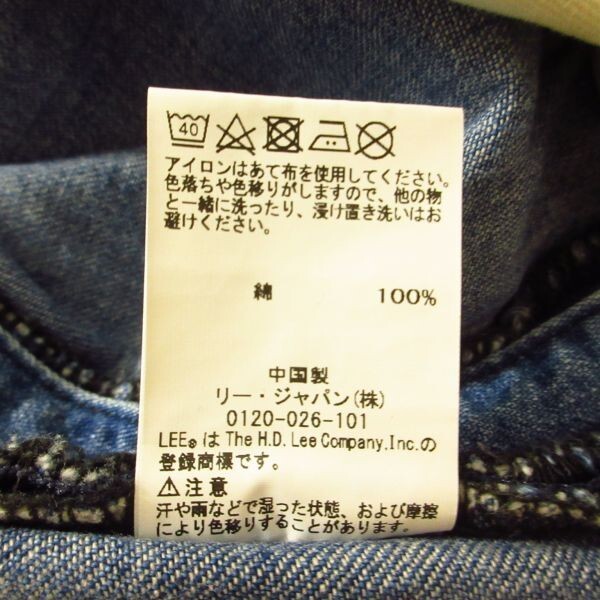 40
アイロンはあて布を使用してください。
色落ちや色移りがしますので、他の物
と一緒に洗ったり、浸け置き洗いはお
避けください。
綿 100%
中国製
リー・ジャパン(株)
0120-026-101
LEE® は The H.D. Lee Company.Inc.の
登録商標です。
⚠注意
汗や雨などで湿った状態、および摩擦
により色移りすることがあります。